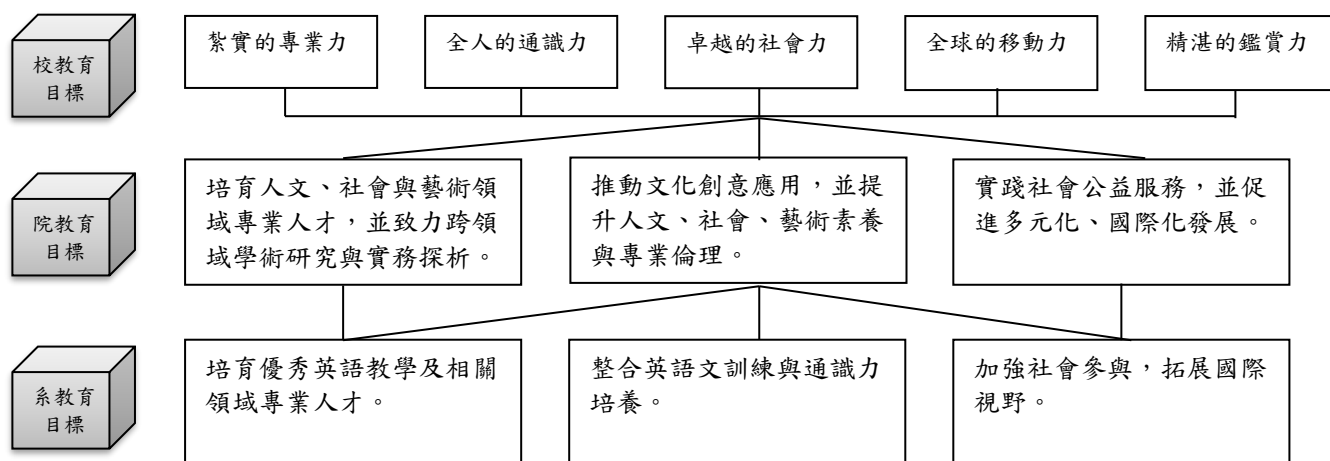 校教育
目標
紮實的專業力
全人的通識力
卓越的社會力
全球的移動力
精湛的鑑賞力
院教育
目標
培育人文、社會與藝術領
域專業人才，並致力跨領
域學術研究與實務探析。
推動文化創意應用，並提
升人文、社會、藝術素養
與專業倫理。
實踐社會公益服務，並促
進多元化、國際化發展。
系教育
目標
培育優秀英語教學及相關
領域專業人才。
整合英語文訓練與通識力
培養。
加強社會參與，拓展國際
視野。